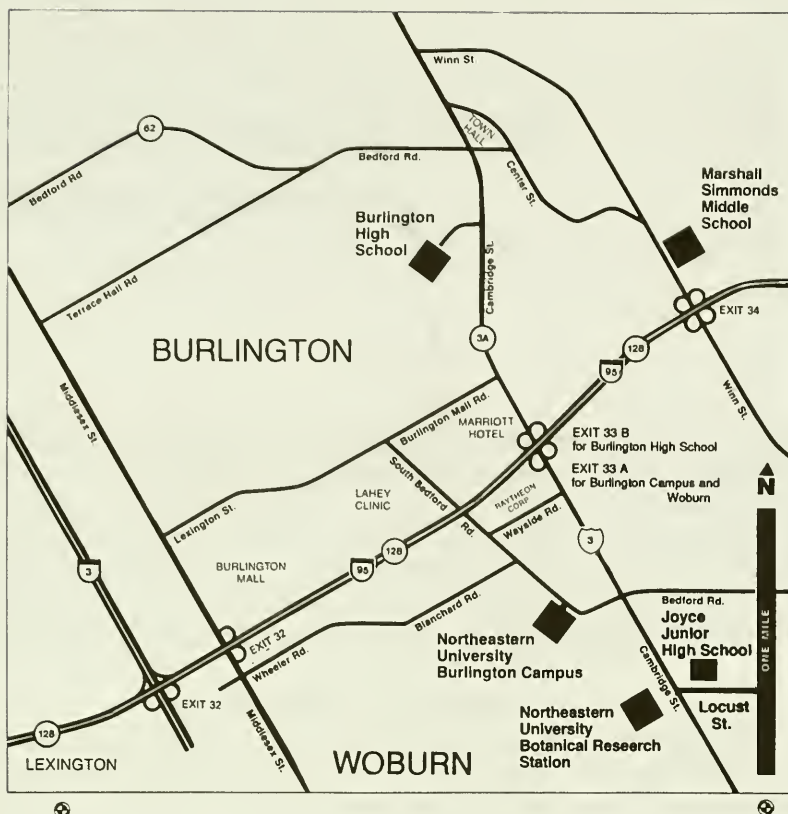 Winn St.
62
TOWN
HALL
Bedford Rd.
Bedford Rd
Center St.
Marshall
Simmonds
Middle
School
Burlington
High
School
Cambridge St.
Terrace Hall Rd
EXIT 34
3A
128
95
BURLINGTON
Winn St.
Middlesex St.
Burlington Mall Rd.
MARRIOTT
HOTEL
EXIT 33 B
for Burlington High School
EXIT 33 A
for Burlington Campus and
Woburn
N
South Bedford
Rd.
LAHEY
CLINIC
RAYTHEON
CORP
Lexington St.
Wayside Rd.
3
128
95
BURLINGTON
MALL
3
ONE MILE
Blanchard Rd.
Bedford Rd.
Joyce
Junior
High School
EXIT 32
Wheeler Rd.
Northeastern
University
Burlington Campus
Cambridge St.
EXIT 32
Middlesex St.
Locust
St.
Northeastern
University
Botanical Reseerch
Station
128
LEXINGTON
WOBURN